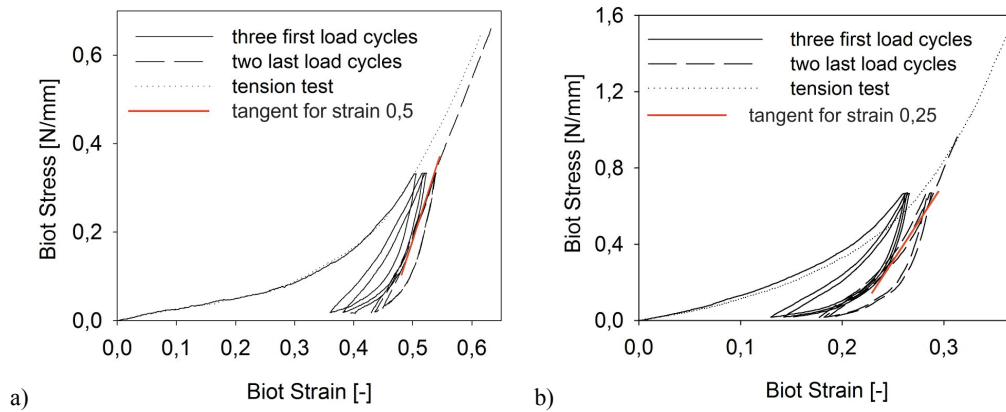 three first load cycles
two last load cycles
tension test
tangent for strain 0,5
Biot Stress [N/mm]
0,6
0,4
0,2
0,0
0,0 0,1 0,2 0,3 0,4 0,5 0,6
Biot Strain [-]
a)
three first load cycles
two last load cycles
tension test
tangent for strain 0,25
Biot Stress [N/mm]
1,6
1,2
0,8
0,4
0,0
0,0 0,1 0,2 0,3
Biot Strain [-]
b)